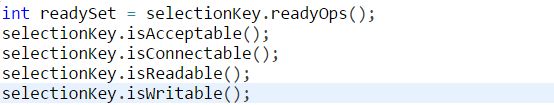 int readySet = selectionKey.readyOps();
selectionKey.isAcceptable();
selectionKey.isConnectable();
selectionKey.isReadable();
selectionKey.isWritable();